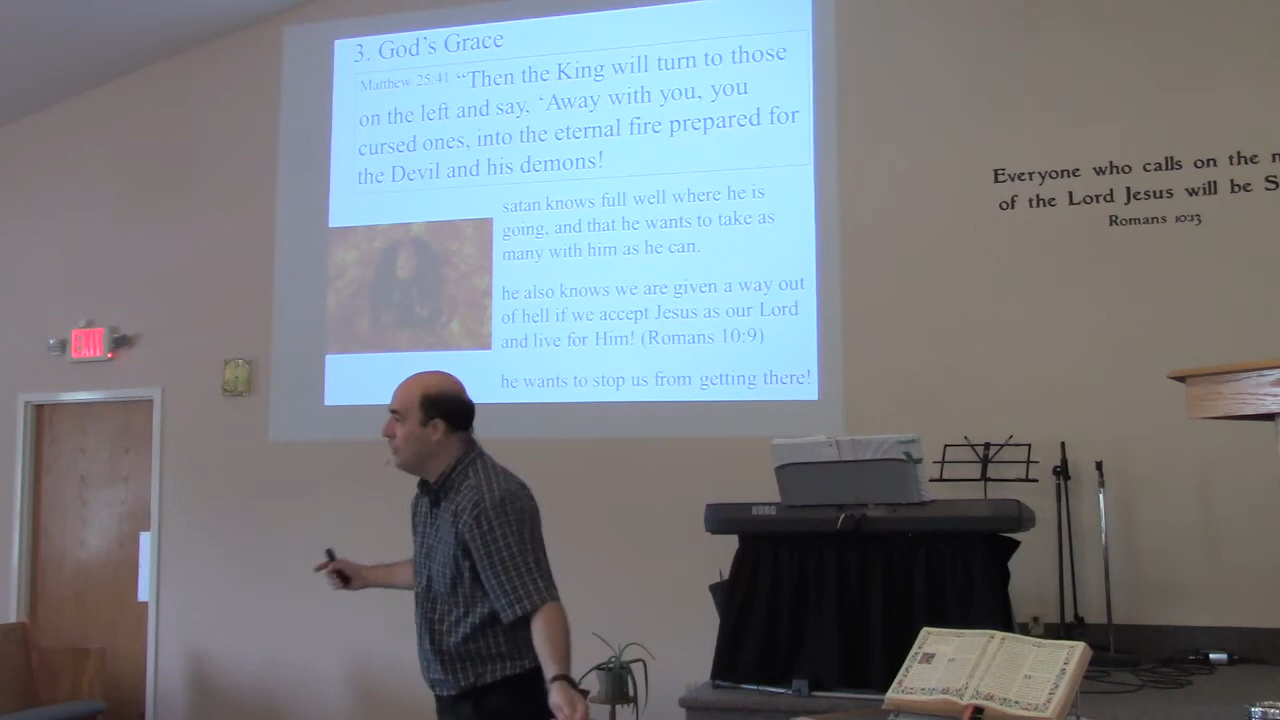 3. God's Grace
Matthew 25:41 “Then the King will turn to those
on the left and say, ‘Away with you, you
cursed ones, into the eternal fire prepared for
the Devil and his demons!
satan knows full well where he is
going, and that he wants to take as
many with him as he can.
he also knows we are given a way out
of hell if we accept Jesus as our Lord
and live for Him! (Romans 10:9)
he wants to stop us from getting there!
Everyone who calls on the
of the Lord Jesus will be
Romans 10:13
KORG